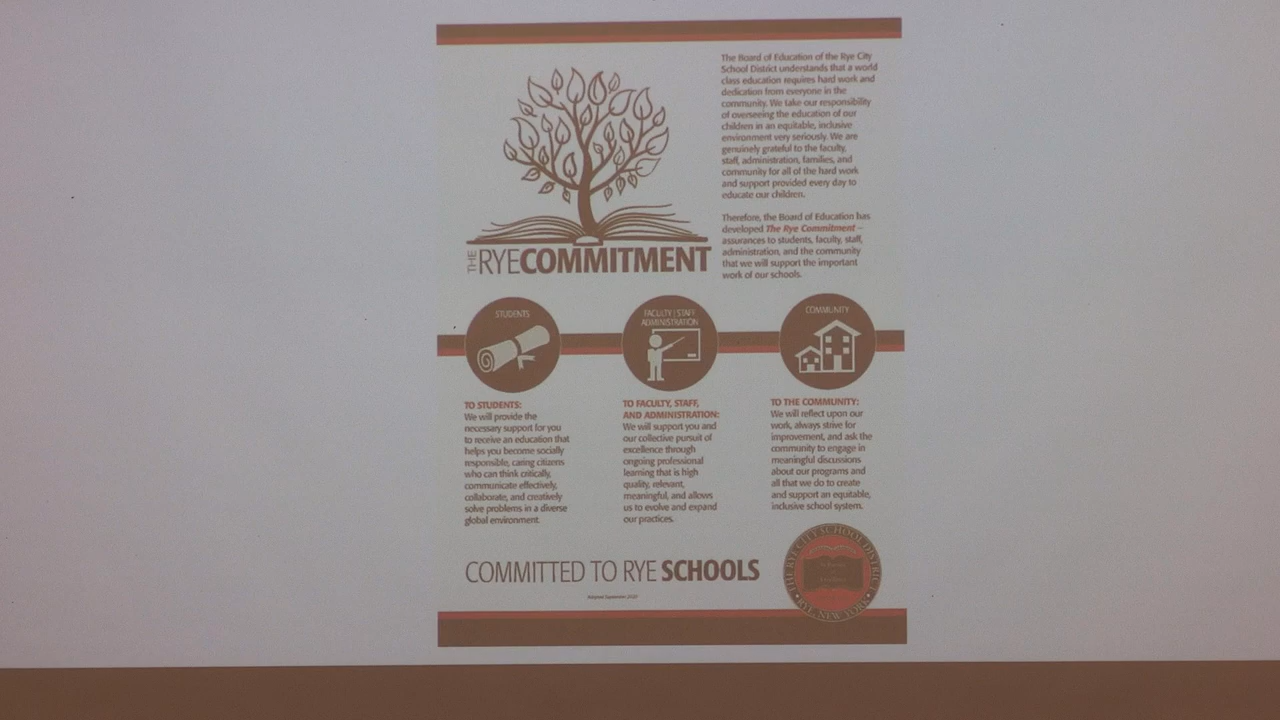 The Board of Education of the Rye City
School District understands that a world
class education requires hard work and
dedication from everyone in the
community. We take our responsibility
of overseeing the education of our
children in an equitable, inclusive
environment very seriously. We are
genuinely grateful to the faculty,
staff, administration, families, and
community for all of the hard work
and support provided every day to
educate our children.
Therefore, the Board of Education has
developed The Rye Commitment –
assurances to students, faculty, staff,
administration, and the community
that we will support the important
work of our schools.
THE RYECOMMITMENT
STUDENTS
FACULTY | STAFF
ADMINISTRATION
COMMUNITY
TO STUDENTS:
We will provide the
necessary support for you
to receive an education that
helps you become socially
responsible, caring citizens
who can think critically,
communicate effectively,
collaborate, and creatively
solve problems in a diverse
global environment.
TO FACULTY, STAFF,
AND ADMINISTRATION:
We will support you and
our collective pursuit of
excellence through
ongoing professional
learning that is high
quality, relevant,
meaningful, and allows
us to evolve and expand
our practices.
TO THE COMMUNITY:
We will reflect upon our
work, always strive for
improvement, and ask the
community to engage in
meaningful discussions
about our programs and
all that we do to create
and support an equitable,
inclusive school system.
COMMITTED TO RYE SCHOOLS
Adopted September 2020
THE RYE CITY SCHOOL DISTRICT
RYE, NEW YORK